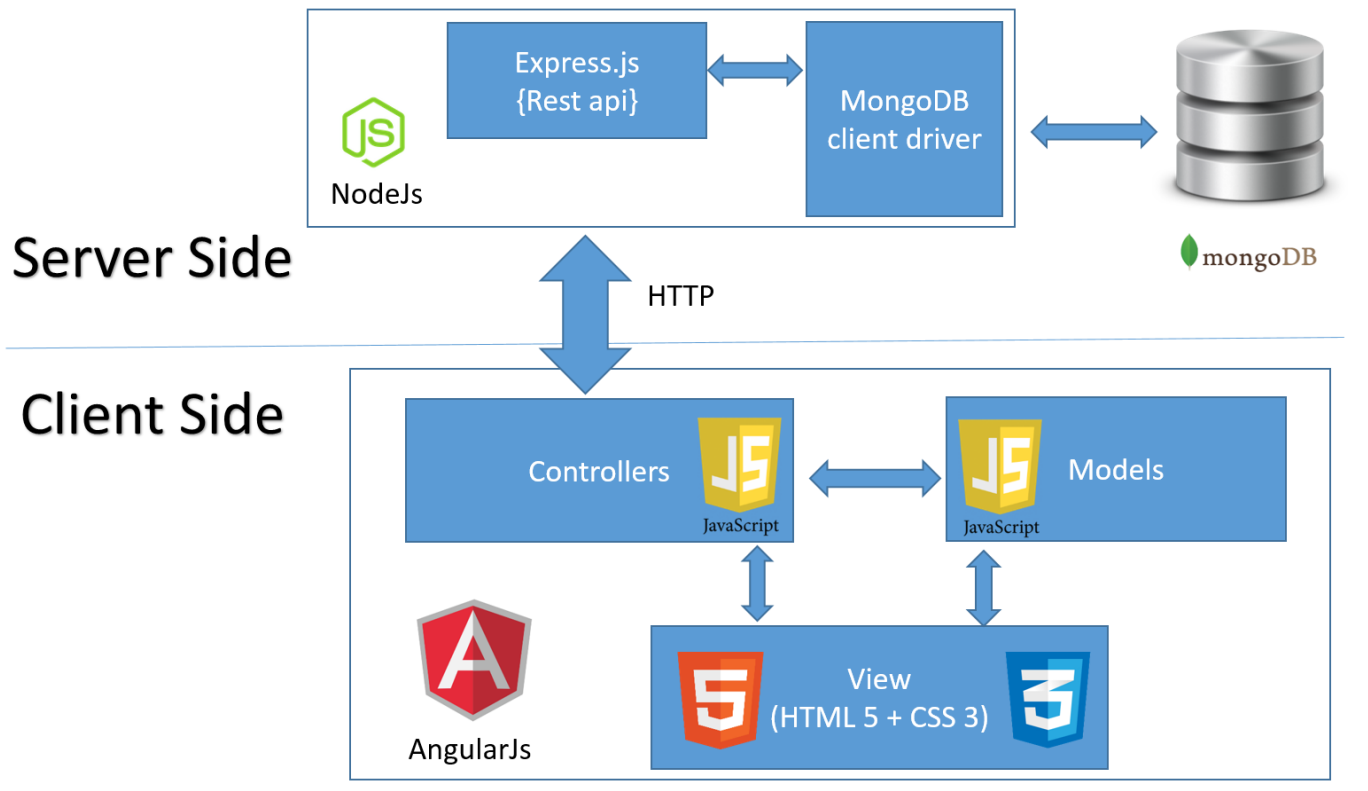 Express.js
{Rest api}
MongoDB
client driver
JS
NodeJs
Server Side
mongoDB
HTTP
Client Side
Controllers
JS
JavaScript
JS
JavaScript
Models
A
AngularJs
5
View
(HTML 5 + CSS 3)
3